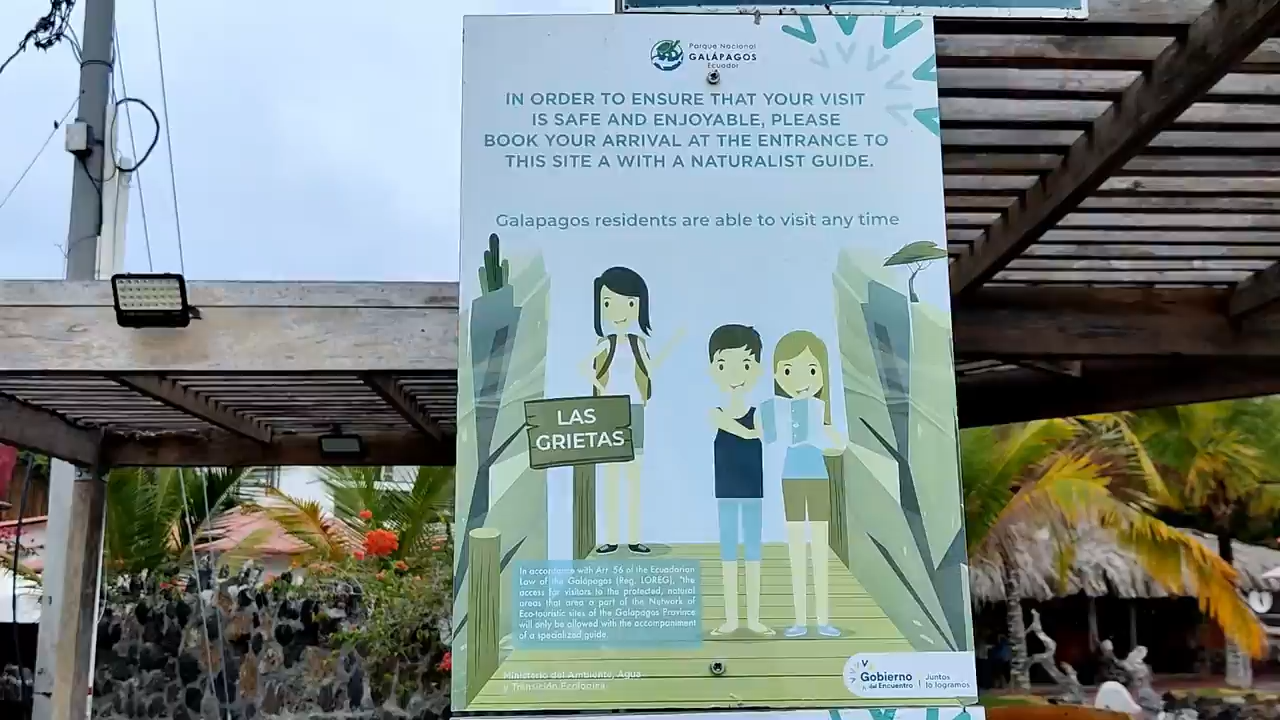 Parque Nacional
GALÁPAGOS
Ecuador
IN ORDER TO ENSURE THAT YOUR VISIT
IS SAFE AND ENJOYABLE, PLEASE
BOOK YOUR ARRIVAL AT THE ENTRANCE TO
THIS SITE A WITH A NATURALIST GUIDE.
Galapagos residents are able to visit any time
LAS
GRIETAS
In accordance with Art. 56 of the Ecuadorian
Law of the Galápagos (Reg. LOREG), "the
access for visitors to the protected, natural
areas that area a part of the Network of
Eco-touristic sites of the Galapagos Province
will only be allowed with the accompaniment
of a specialized guide.
Ministerio del Ambiente, Agua
y Transición Ecológica
Gobierno
del Encuentro
Juntos
lo logramos